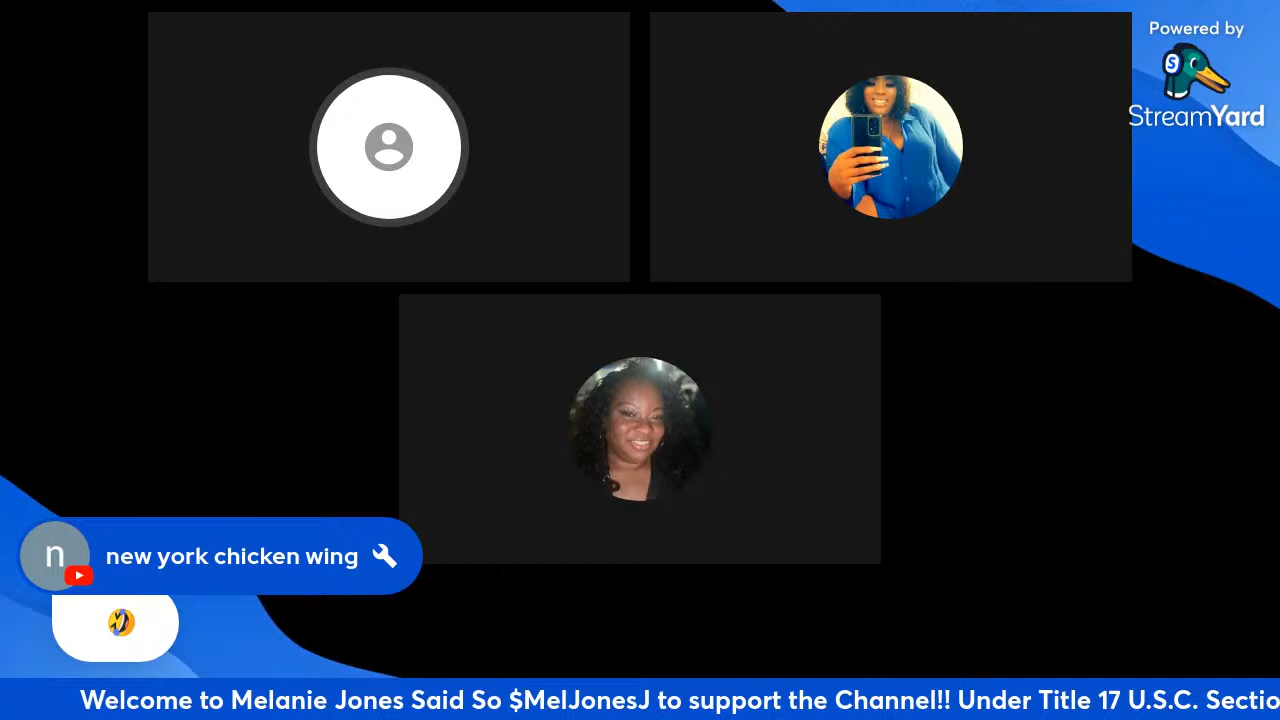 Powered by
S
StreamYard
n
new york chicken wing
Welcome to Melanie Jones Said So $MelJonesJ to support the Channel!! Under Title 17 U.S.C. Sectio